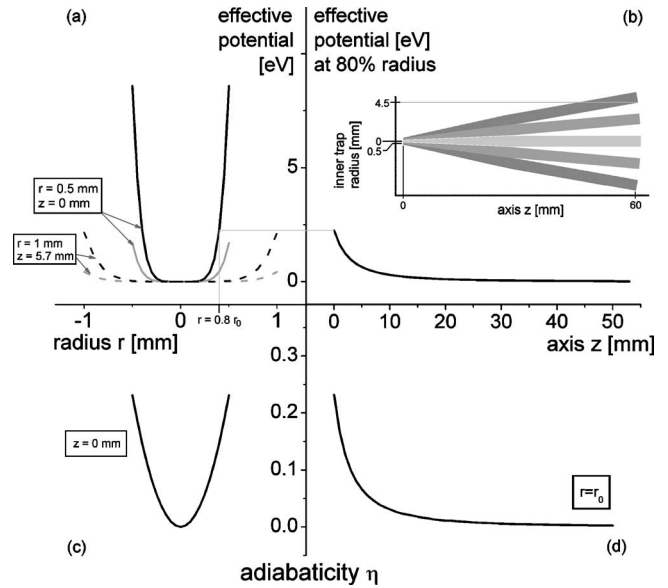 (a)
effective
potential
[eV]
effective
potential [eV]
at 80% radius
(b)
5
0
r = 0.5 mm
z = 0 mm
r = 1 mm
z = 5.7 mm
inner trap
radius [mm]
4.5
0
0.5
0
60
axis z [mm]
-1
0
1
radius r [mm]
r = 0.8 r₀
0
10
20
30
40
50
axis z [mm]
0.3
0.2
0.1
0.0
z = 0 mm
r=r₀
(c)
(d)
adiabaticity η